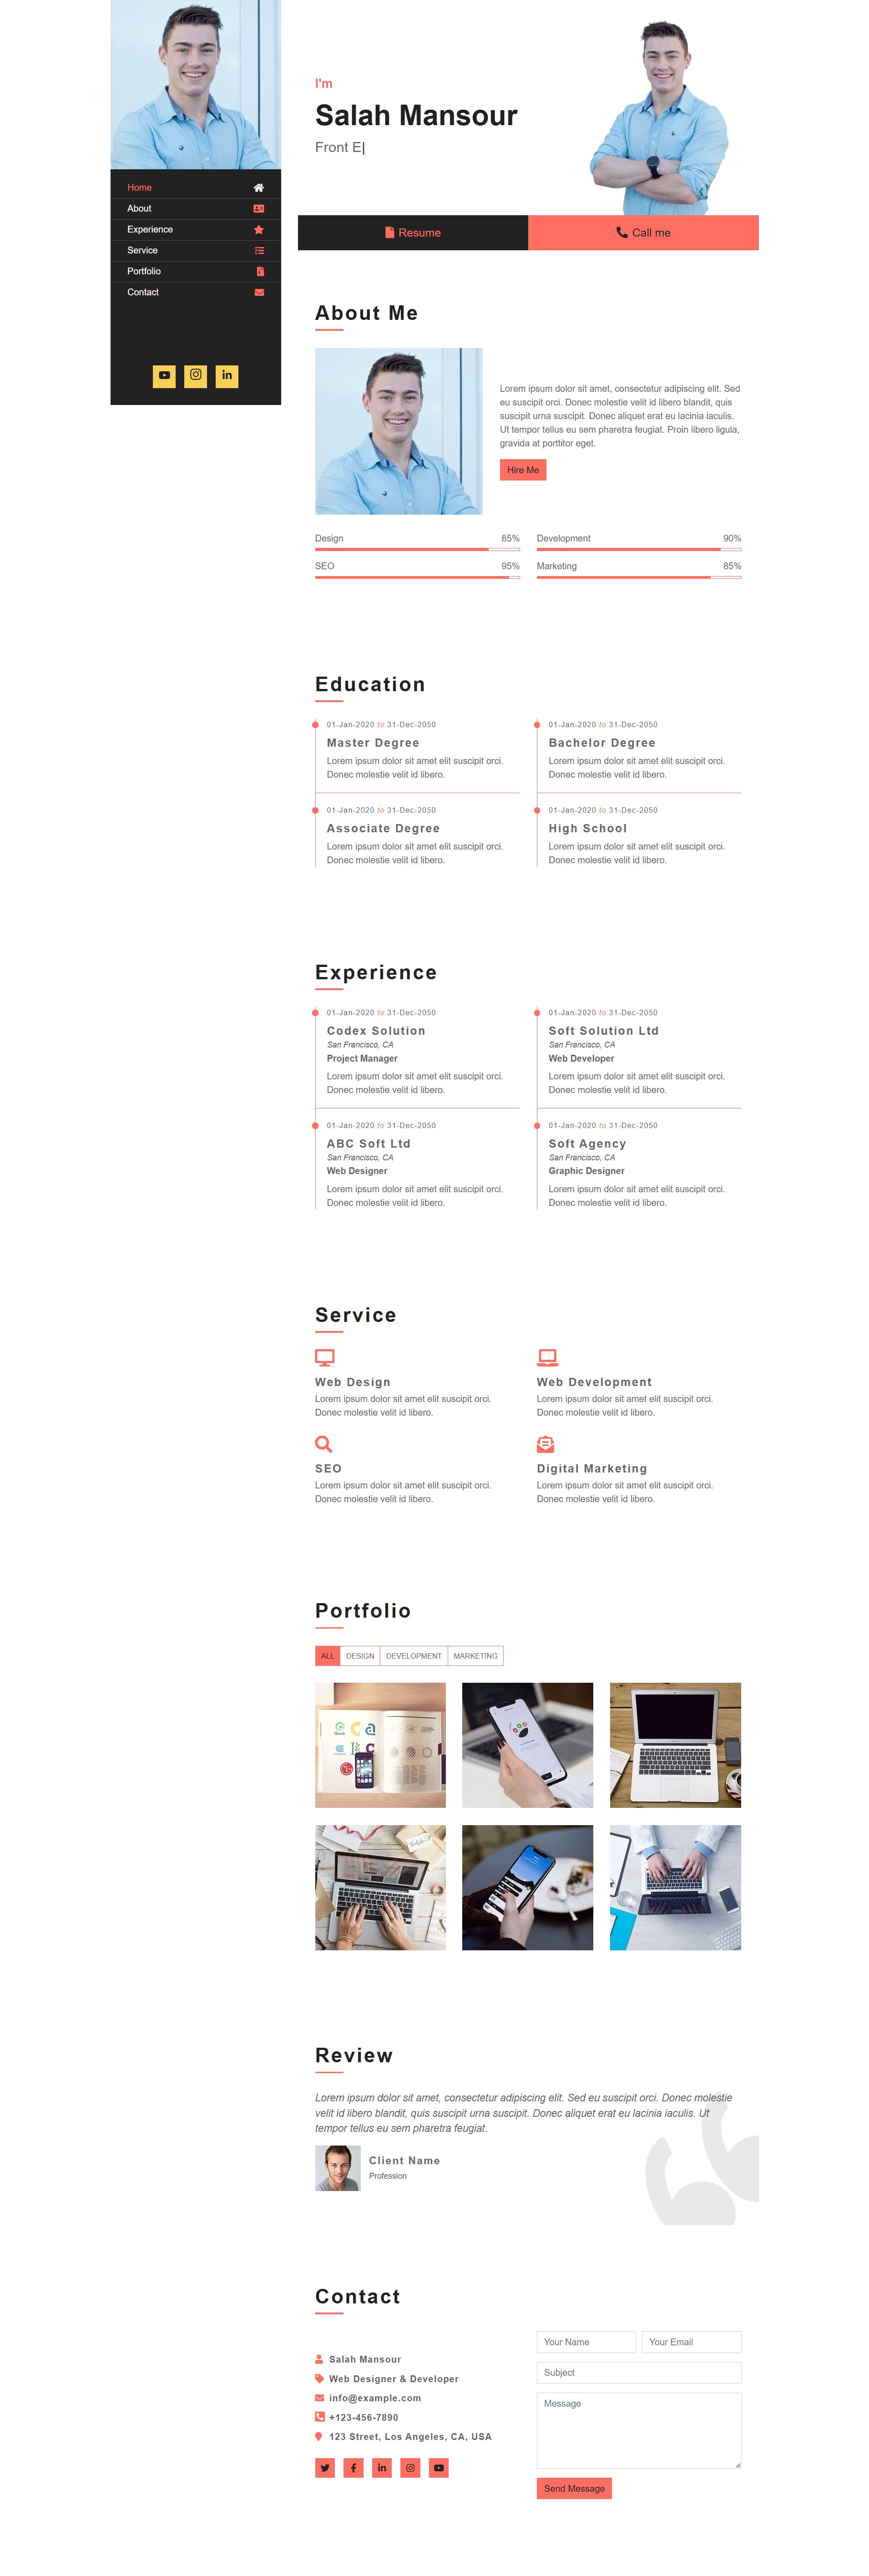 Home
About
Experience
Service
Portfolio
Contact
I'm
Salah Mansour
Front E|
Resume
Call me
About Me
Lorem ipsum dolor sit amet, consectetur adipiscing elit. Sed
eu suscipit orci. Donec molestie velit id libero blandit, quis
suscipit urna suscipit. Donec aliquet erat eu lacinia iaculis.
Ut tempor tellus eu sem pharetra feugiat. Proin libero ligula,
gravida at porttitor eget.
Hire Me
Design 85%
Development 90%
SEO 95%
Marketing 85%
Education
01-Jan-2020 to 31-Dec-2050
Master Degree
Lorem ipsum dolor sit amet elit suscipit orci.
Donec molestie velit id libero.
01-Jan-2020 to 31-Dec-2050
Bachelor Degree
Lorem ipsum dolor sit amet elit suscipit orci.
Donec molestie velit id libero.
01-Jan-2020 to 31-Dec-2050
Associate Degree
Lorem ipsum dolor sit amet elit suscipit orci.
Donec molestie velit id libero.
01-Jan-2020 to 31-Dec-2050
High School
Lorem ipsum dolor sit amet elit suscipit orci.
Donec molestie velit id libero.
Experience
01-Jan-2020 to 31-Dec-2050
Codex Solution
San Francisco, CA
Project Manager
Lorem ipsum dolor sit amet elit suscipit orci.
Donec molestie velit id libero.
01-Jan-2020 to 31-Dec-2050
Soft Solution Ltd
San Francisco, CA
Web Developer
Lorem ipsum dolor sit amet elit suscipit orci.
Donec molestie velit id libero.
01-Jan-2020 to 31-Dec-2050
ABC Soft Ltd
San Francisco, CA
Web Designer
Lorem ipsum dolor sit amet elit suscipit orci.
Donec molestie velit id libero.
01-Jan-2020 to 31-Dec-2050
Soft Agency
San Francisco, CA
Graphic Designer
Lorem ipsum dolor sit amet elit suscipit orci.
Donec molestie velit id libero.
Service
Web Design
Lorem ipsum dolor sit amet elit suscipit orci.
Donec molestie velit id libero.
Web Development
Lorem ipsum dolor sit amet elit suscipit orci.
Donec molestie velit id libero.
SEO
Lorem ipsum dolor sit amet elit suscipit orci.
Donec molestie velit id libero.
Digital Marketing
Lorem ipsum dolor sit amet elit suscipit orci.
Donec molestie velit id libero.
Portfolio
ALL DESIGN DEVELOPMENT MARKETING
Review
Lorem ipsum dolor sit amet, consectetur adipiscing elit. Sed eu suscipit orci. Donec molestie
velit id libero blandit, quis suscipit urna suscipit. Donec aliquet erat eu lacinia iaculis. Ut
tempor tellus eu sem pharetra feugiat.
Client Name
Profession
Contact
Salah Mansour
Web Designer & Developer
info@example.com
+123-456-7890
123 Street, Los Angeles, CA, USA
Your Name
Your Email
Subject
Message
Send Message